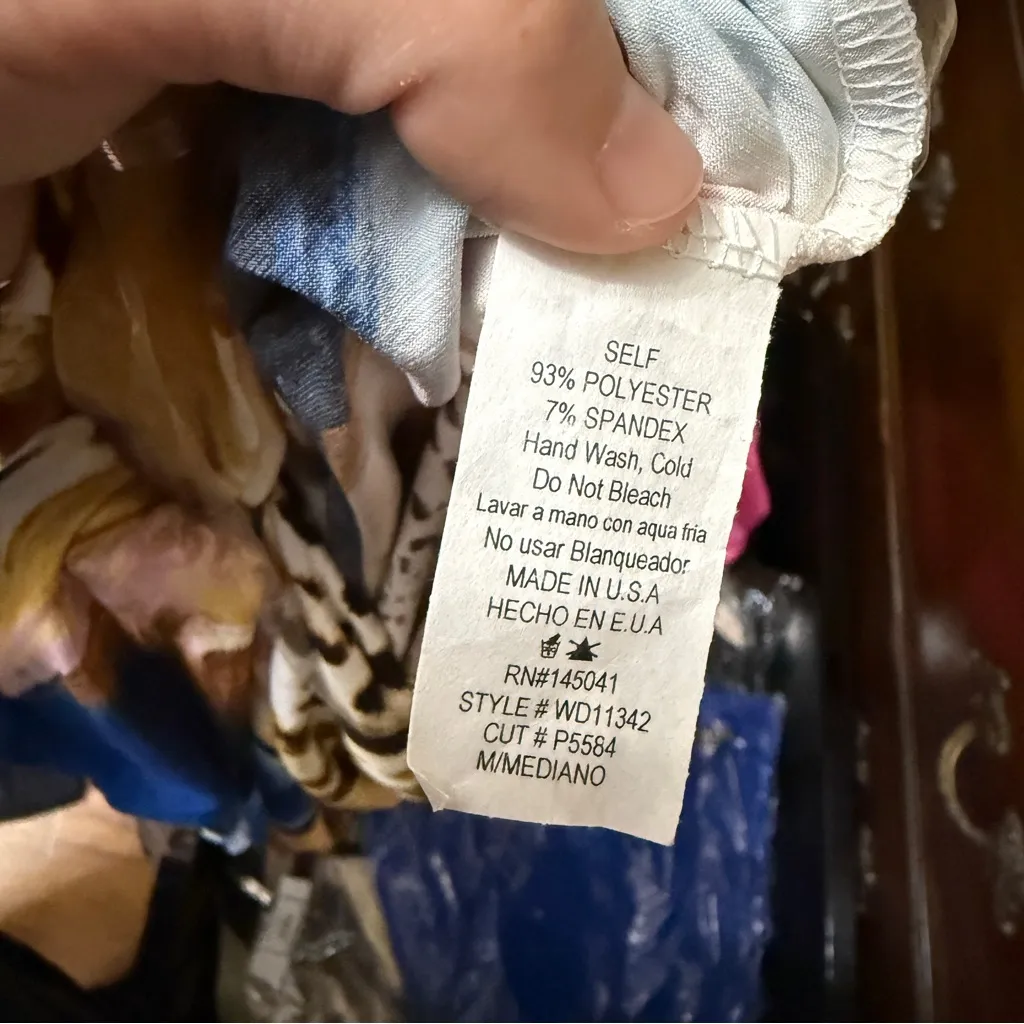 SELF
93% POLYESTER
7% SPANDEX
Hand Wash, Cold
Do Not Bleach
Lavar a mano con aqua fria
No usar Blanqueador
MADE IN U.S.A
HECHO EN E.U.A
RN#145041
STYLE # WD11342
CUT # P5584
M/MEDIANO